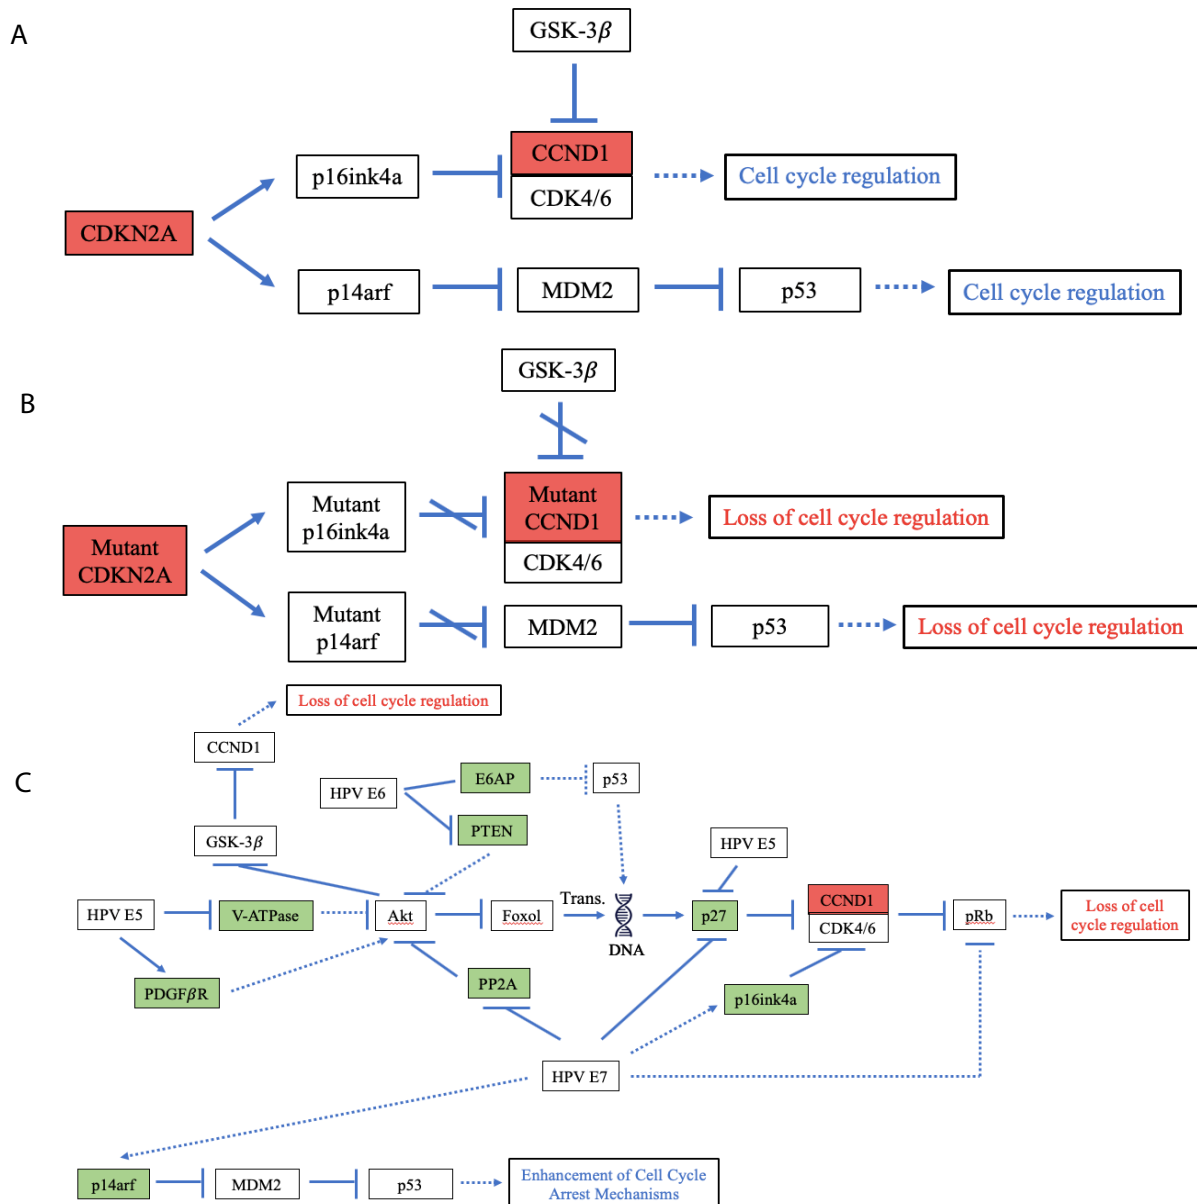 A
GSK-3β
CCND1
p16ink4a
CDK4/6
Cell cycle regulation
CDKN2A
p14arf
MDM2
p53
Cell cycle regulation
B
GSK-3β
Mutant
p16ink4a
Mutant
CCND1
Loss of cell cycle regulation
Mutant
CDKN2A
CDK4/6
Mutant
p14arf
MDM2
p53
Loss of cell cycle regulation
Loss of cell cycle regulation
CCND1
C
HPV E6
E6AP
p53
PTEN
GSK-3β
HPV E5
HPV E5
V-ATPase
Akt
Foxol
Trans.
DNA
p27
CCND1
CDK4/6
pRb
Loss of cell
cycle regulation
PDGFβR
PP2A
p16ink4a
HPV E7
p14arf
MDM2
p53
Enhancement of Cell Cycle
Arrest Mechanisms